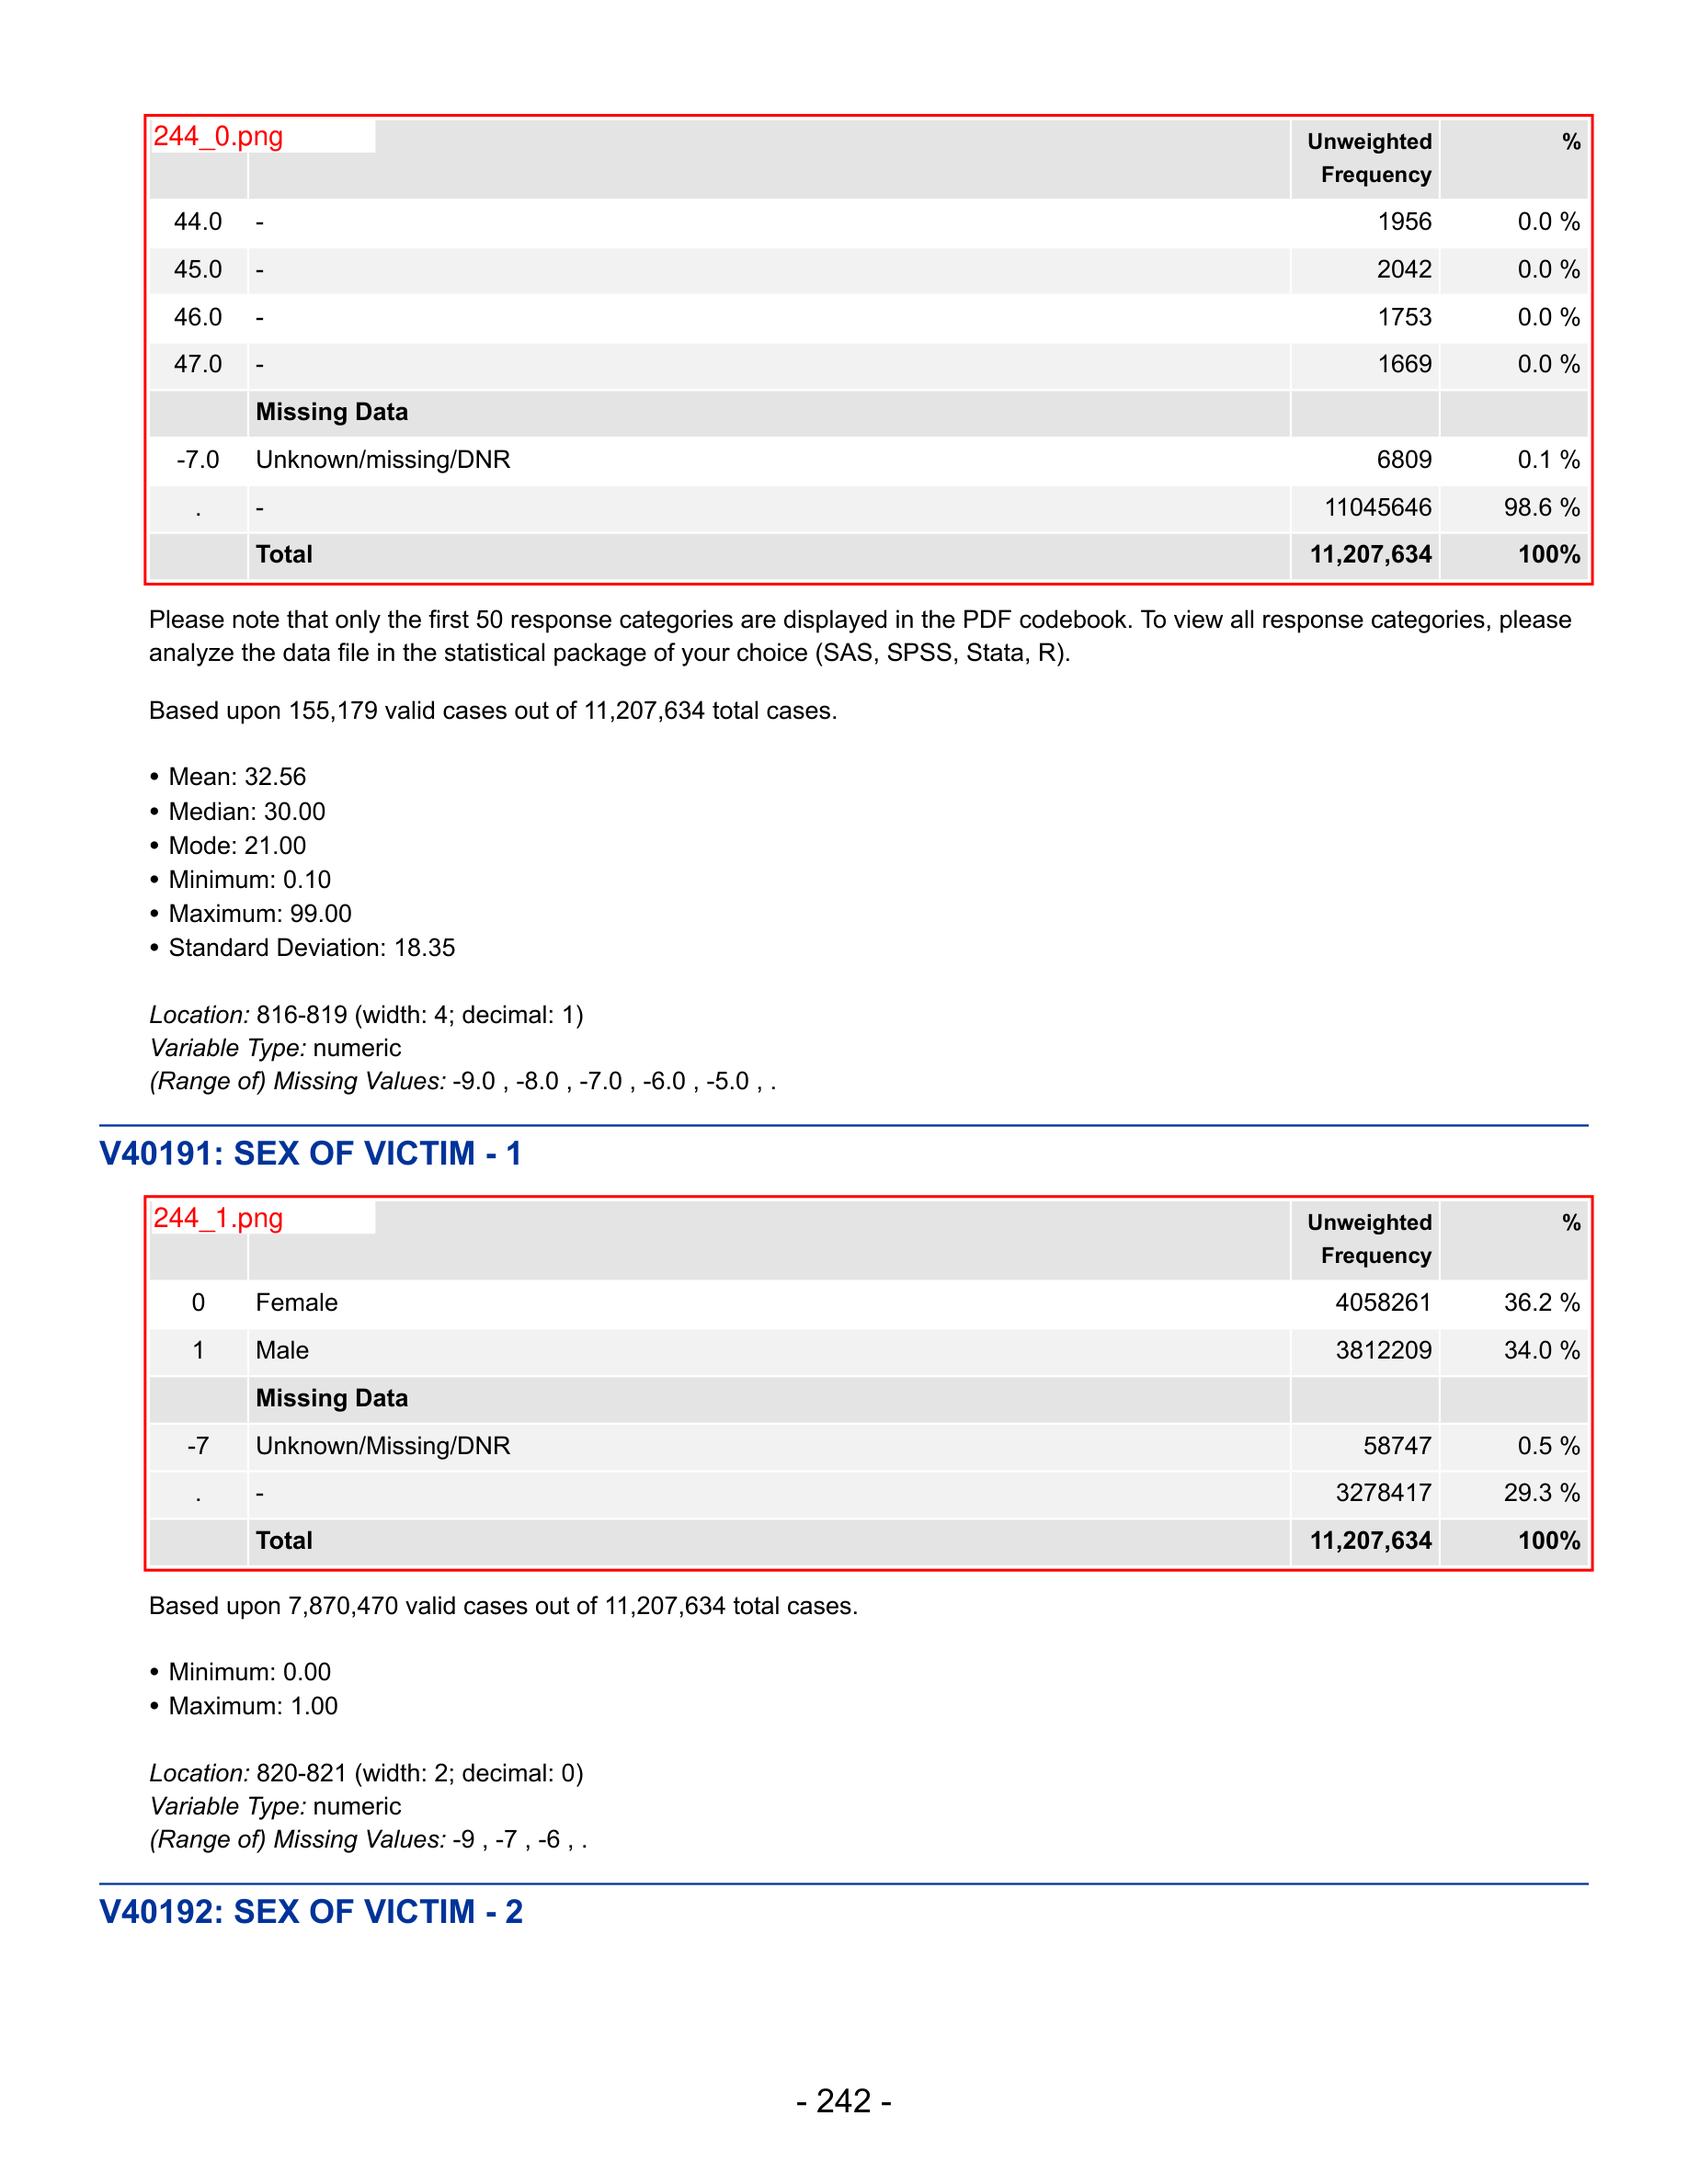 244_0.png
Unweighted Frequency %
44.0 - 1956 0.0 %
45.0 - 2042 0.0 %
46.0 - 1753 0.0 %
47.0 - 1669 0.0 %
Missing Data
-7.0 Unknown/missing/DNR 6809 0.1 %
. - 11045646 98.6 %
Total 11,207,634 100%
Please note that only the first 50 response categories are displayed in the PDF codebook. To view all response categories, please
analyze the data file in the statistical package of your choice (SAS, SPSS, Stata, R).
Based upon 155,179 valid cases out of 11,207,634 total cases.
• Mean: 32.56
• Median: 30.00
• Mode: 21.00
• Minimum: 0.10
• Maximum: 99.00
• Standard Deviation: 18.35
Location: 816-819 (width: 4; decimal: 1)
Variable Type: numeric
(Range of) Missing Values: -9.0 , -8.0 , -7.0 , -6.0 , -5.0 , .
V40191: SEX OF VICTIM - 1
244_1.png
Unweighted Frequency %
0 Female 4058261 36.2 %
1 Male 3812209 34.0 %
Missing Data
-7 Unknown/Missing/DNR 58747 0.5 %
. - 3278417 29.3 %
Total 11,207,634 100%
Based upon 7,870,470 valid cases out of 11,207,634 total cases.
• Minimum: 0.00
• Maximum: 1.00
Location: 820-821 (width: 2; decimal: 0)
Variable Type: numeric
(Range of) Missing Values: -9 , -7 , -6 , .
V40192: SEX OF VICTIM - 2
- 242 -